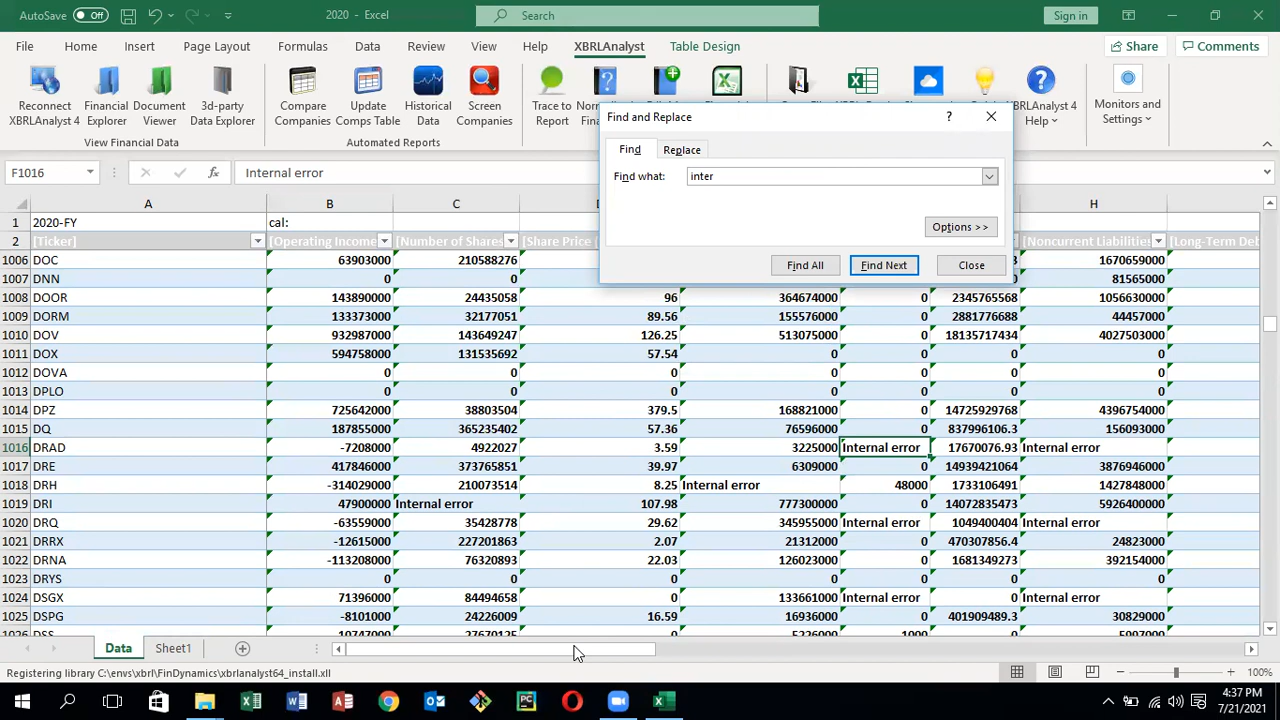 AutoSave Off 2020 - Excel Search Sign in
File Home Insert Page Layout Formulas Data Review View Help XBRLAnalyst Table Design Share Comments
Reconnect XBRLAnalyst 4
Financial Explorer
Document Viewer
3d-party Data Explorer
Compare Companies
Update Comps Table
Historical Data
Screen Companies
Trace to Report
XBRLAnalyst 4 Help
Monitors and Settings
View Financial Data Automated Reports
Find and Replace ?
Find Replace
Find what: inter
Options >>
Find All Find Next Close
F1016 fx Internal error
A B C H
1 2020-FY cal:
2 [Ticker] [Operating Income [Number of Shares [Share Price [Noncurrent Liabilities [Long-Term Deb
1006 DOC 63903000 210588276 1670659000
1007 DNN 0 0 81565000
1008 DOOR 143890000 24435058 96 364674000 0 2345765568 1056630000
1009 DORM 133373000 32177051 89.56 155576000 0 2881776688 44457000
1010 DOV 932987000 143649247 126.25 513075000 0 18135717434 4027503000
1011 DOX 594758000 131535692 57.54 0 0 0 0
1012 DOVA 0 0 0 0 0 0 0
1013 DPLO 0 0 0 0 0 0 0
1014 DPZ 725642000 38803504 379.5 168821000 0 14725929768 4396754000
1015 DQ 187855000 365235402 57.36 76596000 0 837996106.3 156093000
1016 DRAD -7208000 4922027 3.59 3225000 Internal error 17670076.93 Internal error
1017 DRE 417846000 373765851 39.97 6309000 0 14939421064 3876946000
1018 DRH -314029000 210073514 8.25 Internal error 48000 1733106491 1427848000
1019 DRI 47900000 Internal error 107.98 777300000 0 14072835473 5926400000
1020 DRQ -63559000 35428778 29.62 345955000 Internal error 1049400404 Internal error
1021 DRRX -12615000 227201863 2.07 21312000 0 470307856.4 24823000
1022 DRNA -113208000 76320893 22.03 126023000 0 1681349273 392154000
1023 DRYS 0 0 0 0 0 0 0
1024 DSGX 71396000 84494658 0 133661000 Internal error 0 Internal error
1025 DSPG -8101000 24226009 16.59 16936000 0 401909489.3 30829000
Data Sheet1
Registering library C:\envs\xbrl\FinDynamics\xbrlanalyst64_install.xll 100%
4:37 PM
7/21/2021